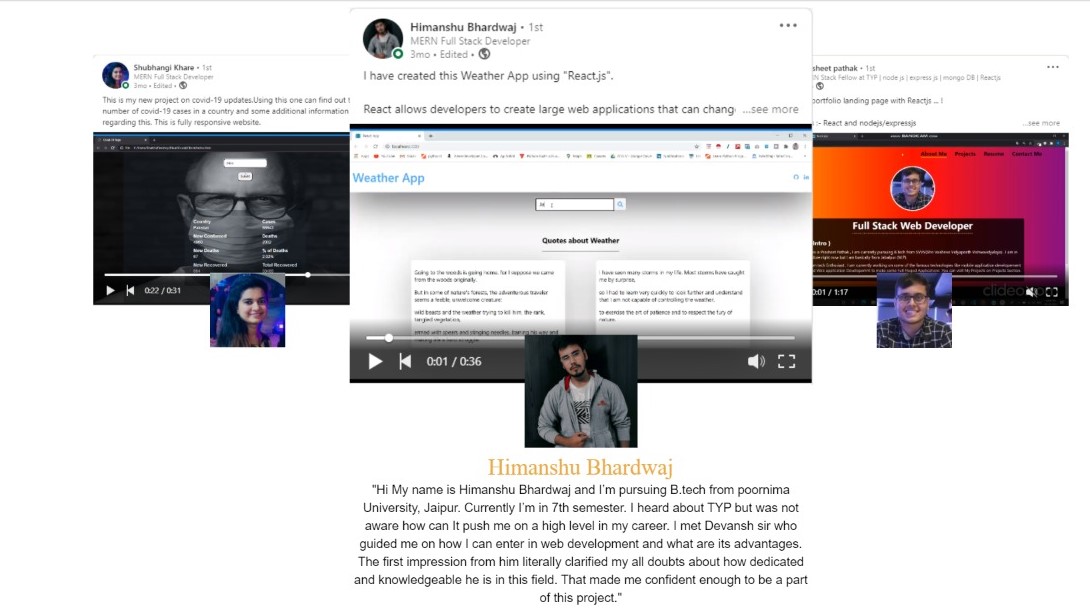 Shubhangi Khare • 1st
MERN Full Stack Developer
3mo • Edited •
This is my new project on covid-19 updates.Using this one can find out t
number of covid-19 cases in a country and some additional information
regarding this. This is fully responsive website.
Country
Cases
New Confirmed
Deaths
New Deaths
% of Deaths
New Recovered
Total Recovered
0:22 / 0:31
Himanshu Bhardwaj • 1st
MERN Full Stack Developer
3mo • Edited •
I have created this Weather App using "React.js".
React allows developers to create large web applications that can chang ...see more
Weather App
Quotes about Weather
Going to the woods is going home, for I suppose we came
from the woods originally.
But in some of nature's forests, the adventurous traveler
seems a feeble, unwelcome creature;
wild beasts and the weather trying to kill him, the rank,
tangled vegetation,
armed with spears and stinging needles, barring his way and
I have seen many storms in my life. Most storms have caught
me by surprise,
so I had to learn very quickly to look further and understand
that I am not capable of controlling the weather,
to exercise the art of patience and to respect the fury of
nature.
0:01 / 0:36
sheet pathak • 1st
N Stack Fellow at TYP | node js | express js | mongo DB | Reactjs
portfolio landing page with Reactjs ... !
:- React and nodejs/expressjs
...see more
About Me Projects Resume Contact Me
Full Stack Web Developer
Intro )
0:01 / 1:17
clideo
Himanshu Bhardwaj
"Hi My name is Himanshu Bhardwaj and I'm pursuing B.tech from poornima
University, Jaipur. Currently I'm in 7th semester. I heard about TYP but was not
aware how can It push me on a high level in my career. I met Devansh sir who
guided me on how I can enter in web development and what are its advantages.
The first impression from him literally clarified my all doubts about how dedicated
and knowledgeable he is in this field. That made me confident enough to be a part
of this project."